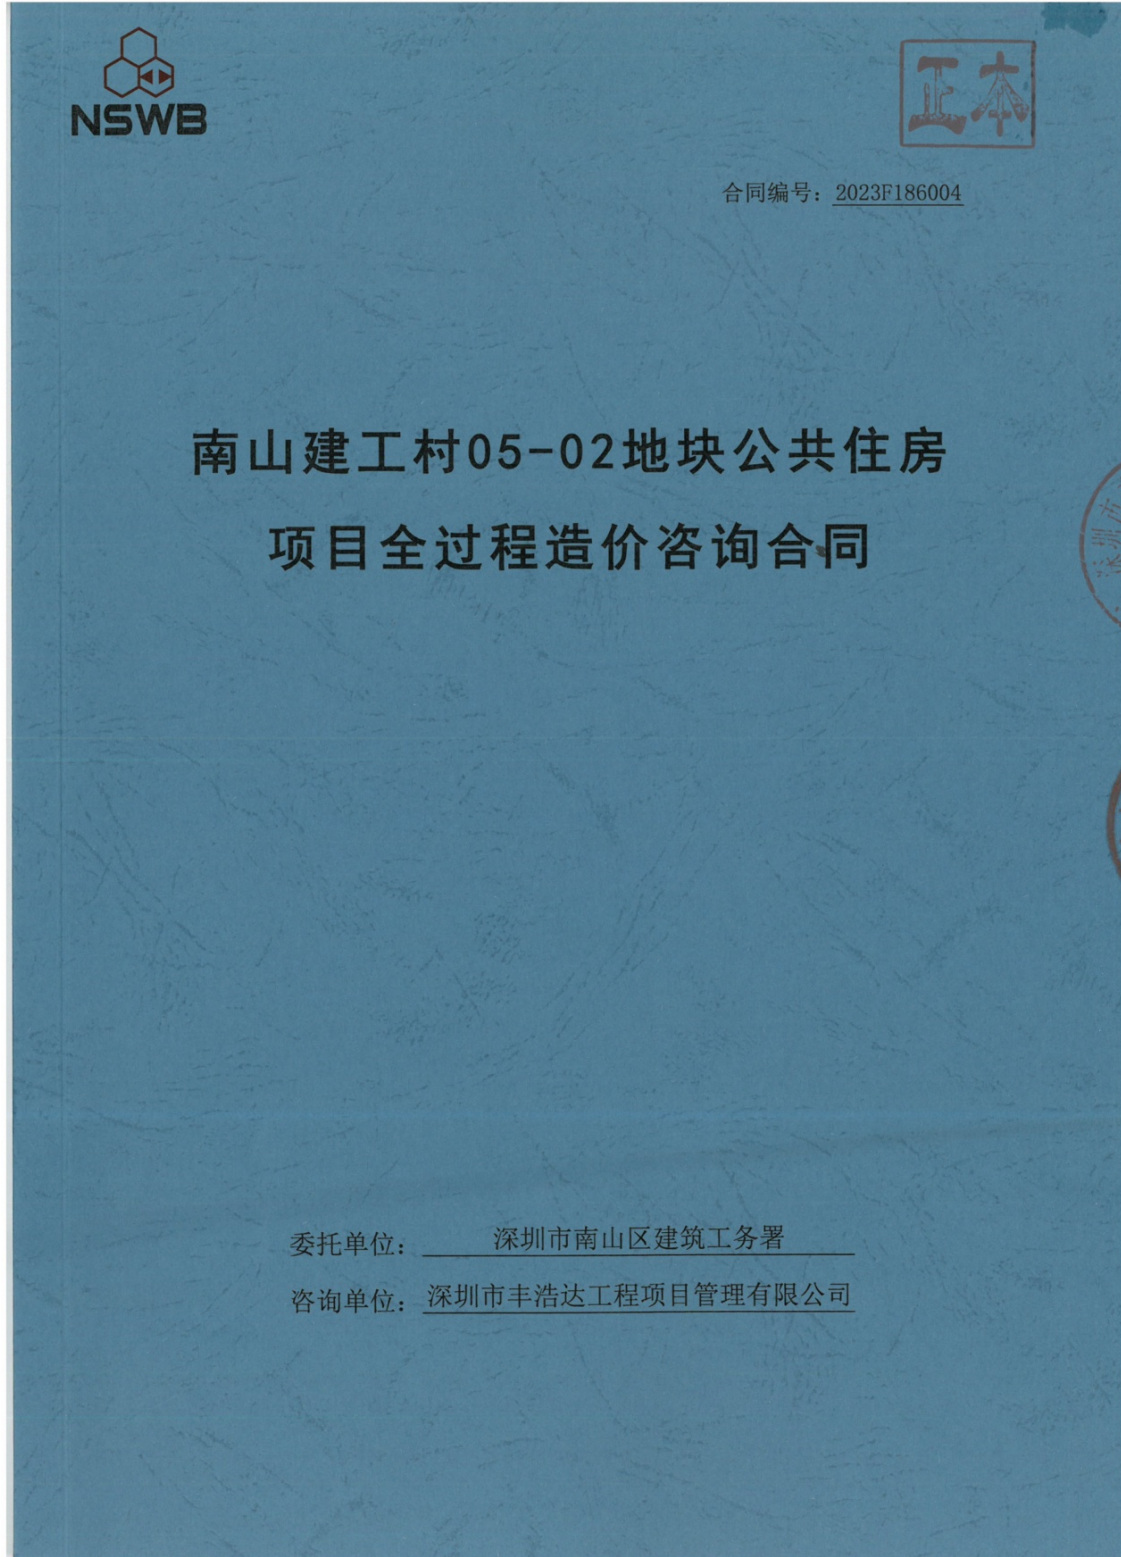 NSWB
正本
合同编号：2023F186004
南山建工村05-02地块公共住房
项目全过程造价咨询合同
深圳市
委托单位：深圳市南山区建筑工务署
咨询单位：深圳市丰浩达工程项目管理有限公司